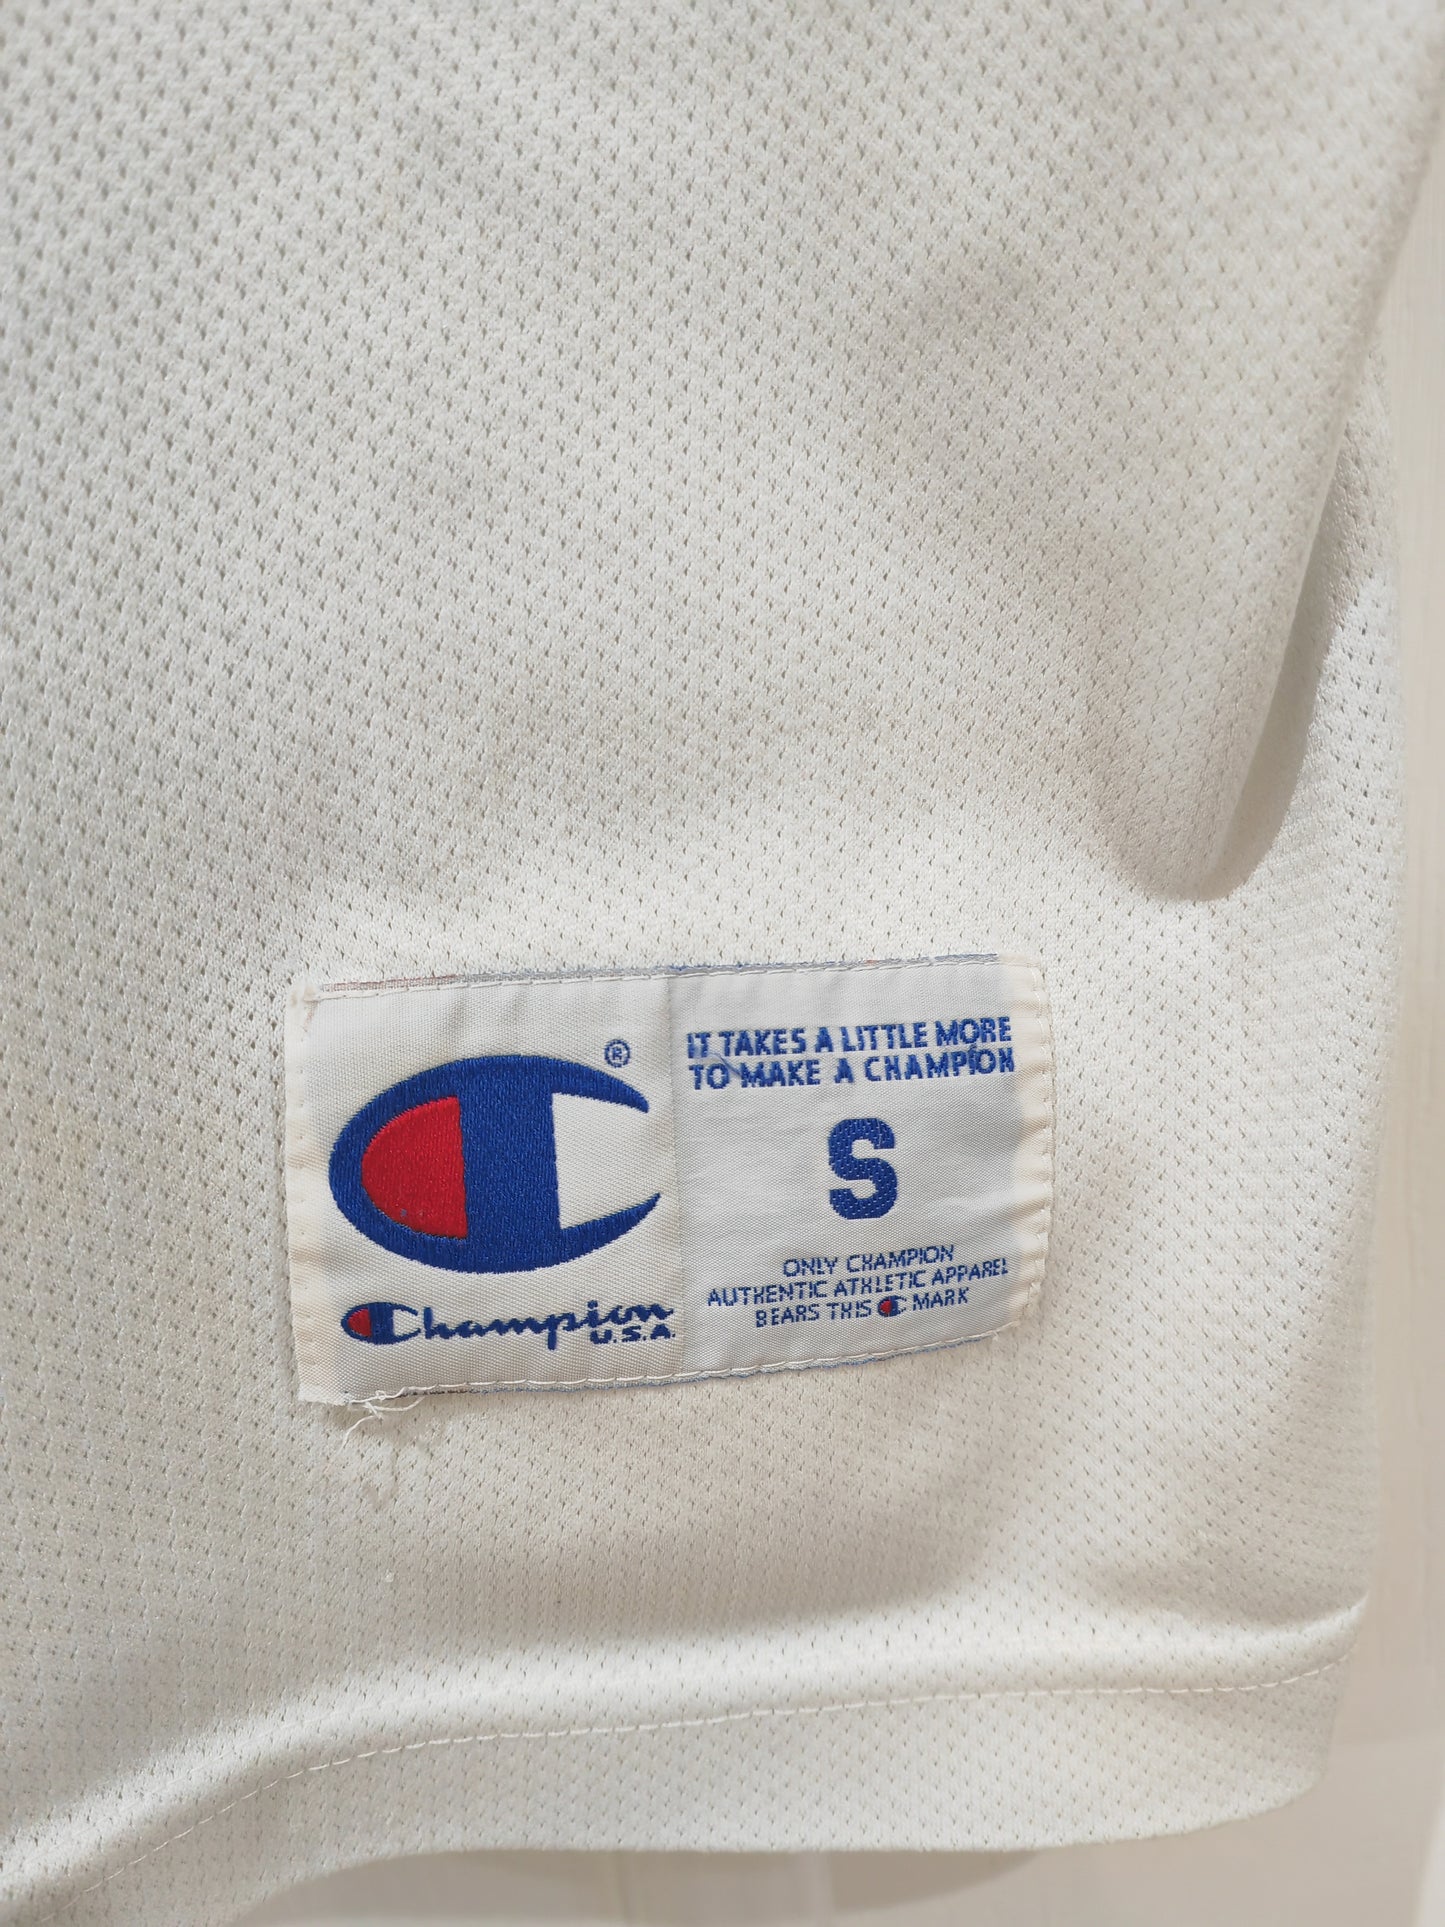 ®
Champion
U.S.A.
IT TAKES A LITTLE MORE
TO MAKE A CHAMPION
S
ONLY CHAMPION
AUTHENTIC ATHLETIC APPAREL
BEARS THIS C MARK